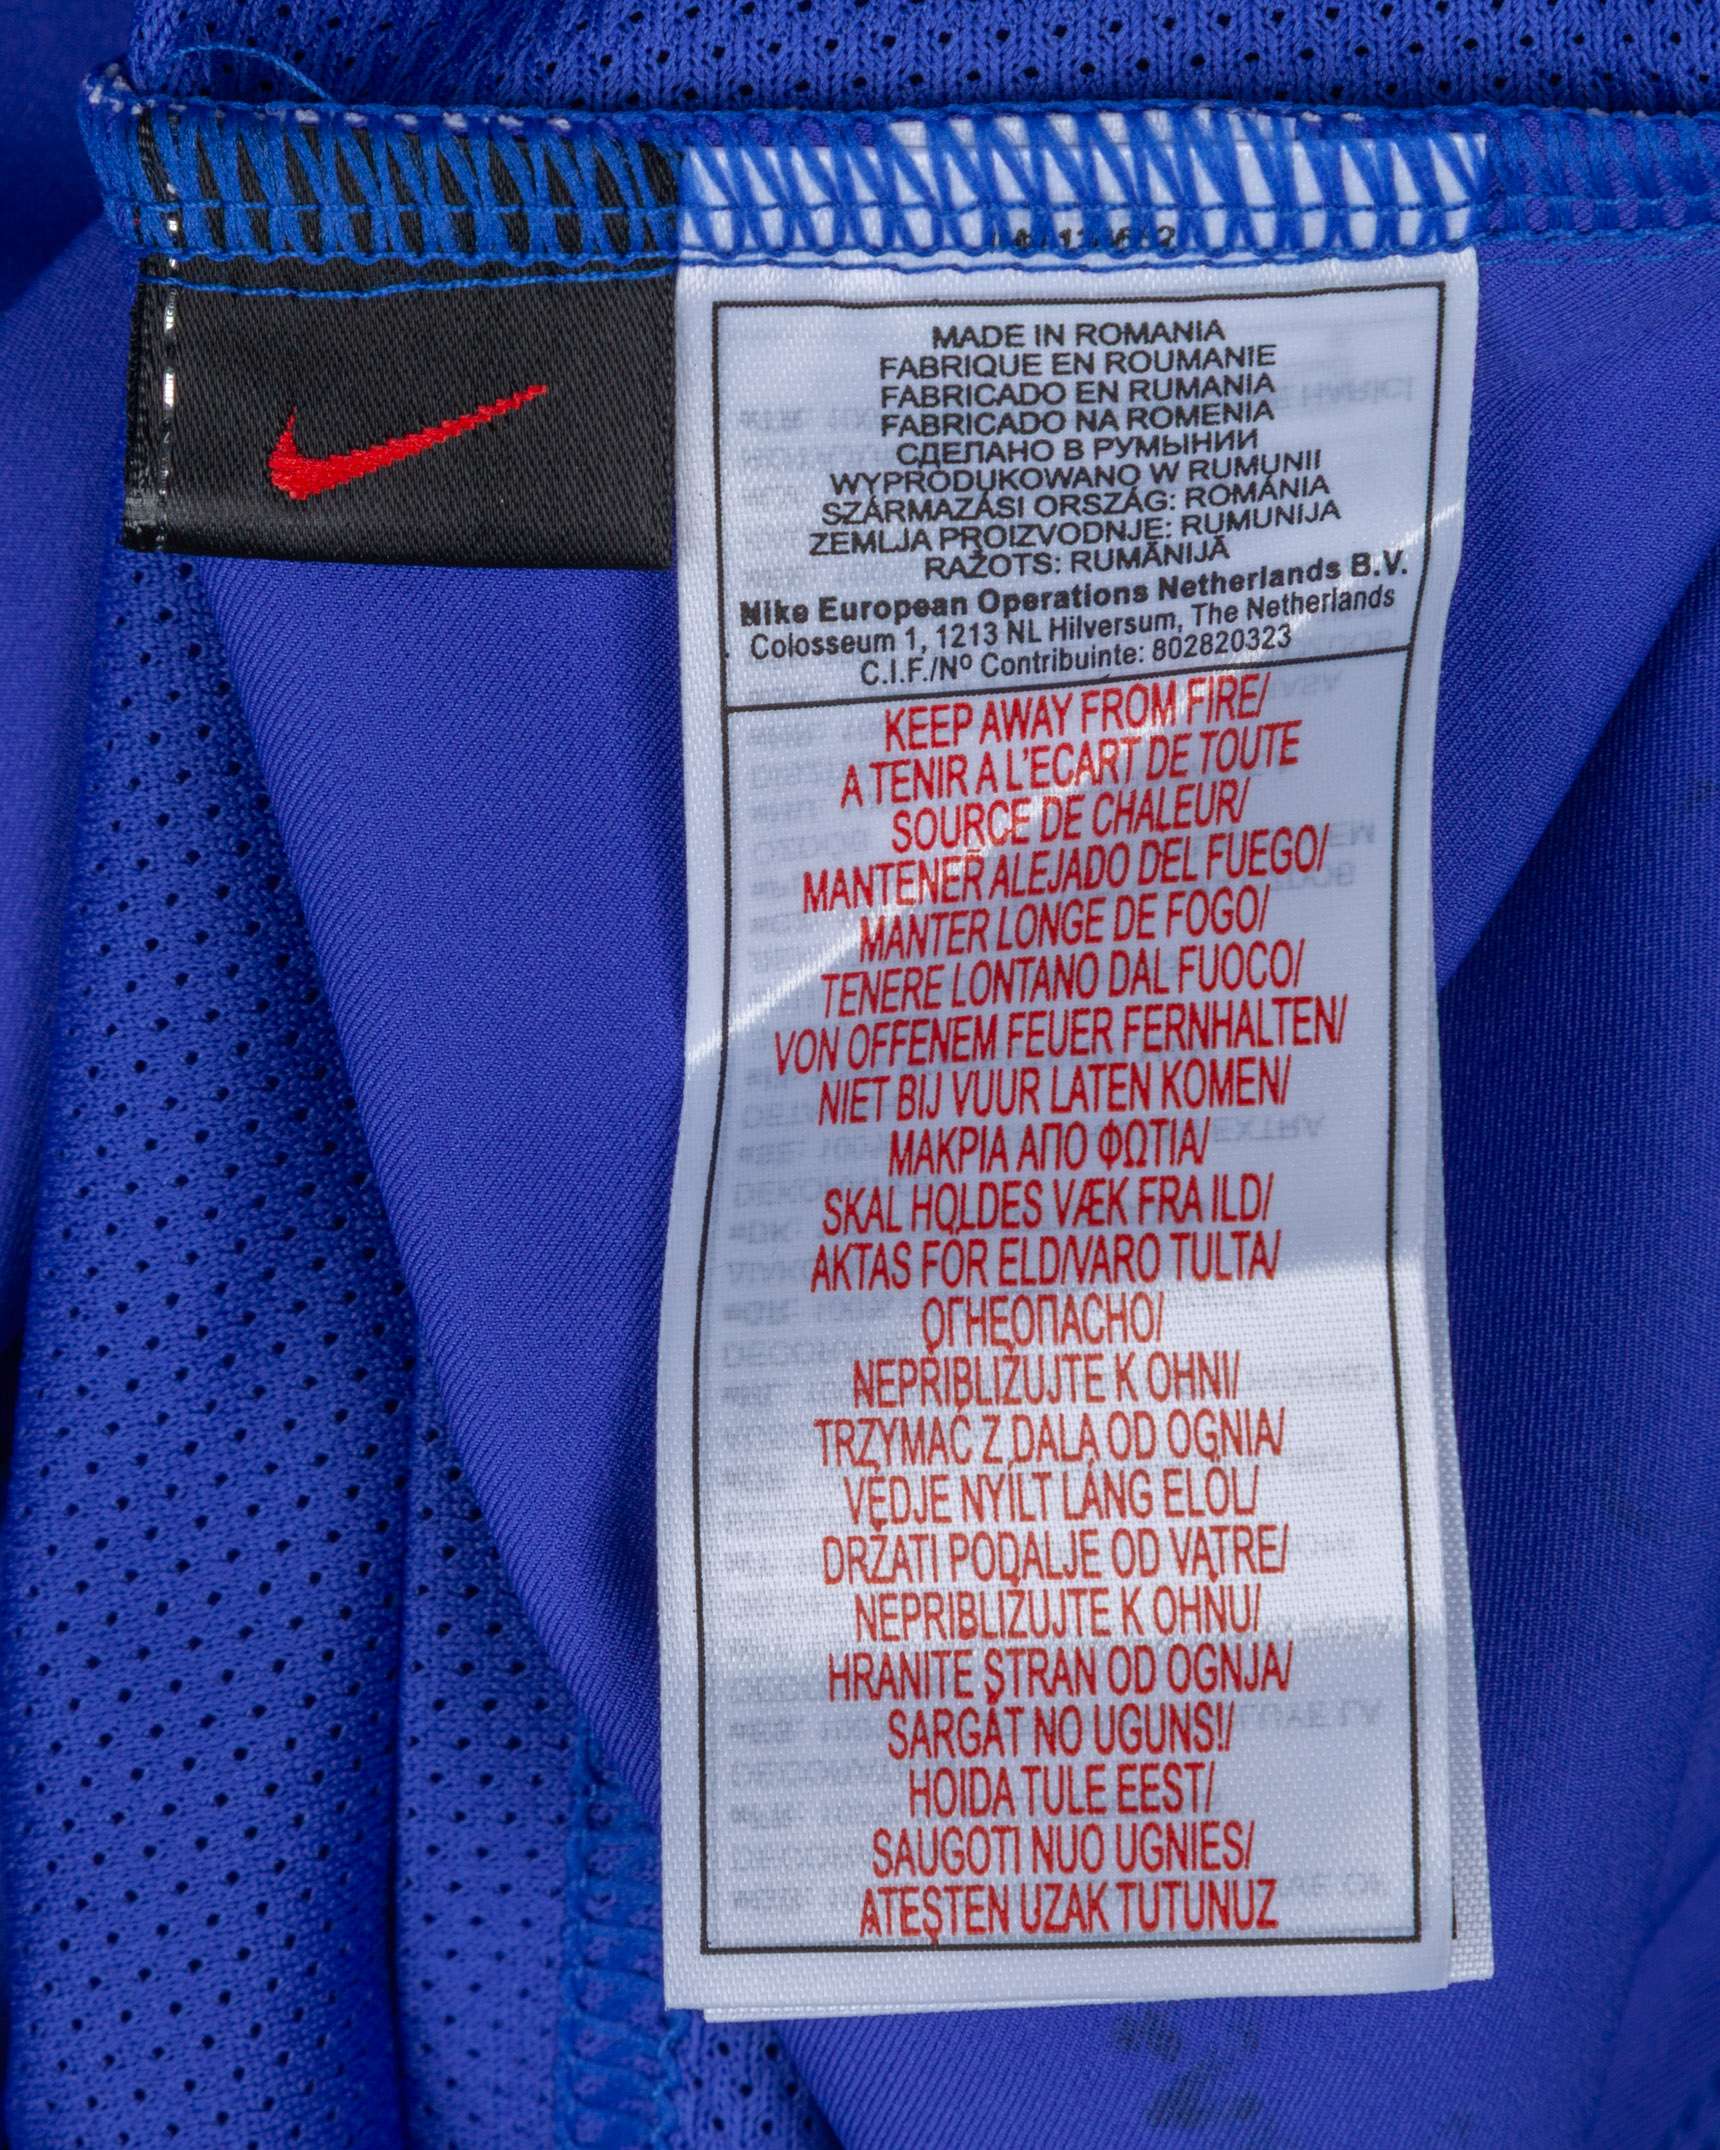 MADE IN ROMANIA
FABRIQUE EN ROUMANIE
FABRICADO EN RUMANIA
FABRICADO NA ROMENIA
СДЕЛАНО В РУМЫНИИ
WYPRODUKOWANO W RUMUNII
SZÁRMAZÁSI ORSZÁG: ROMÁNIA
ZEMLJA PROIZVODNJE: RUMUNIJA
RAŽOTS: RUMĀNIJĀ
Nike European Operations Netherlands B.V.
Colosseum 1, 1213 NL Hilversum, The Netherlands
C.I.F./Nº Contribuinte: 802820323
KEEP AWAY FROM FIRE/
A TENIR A L'ECART DE TOUTE
SOURCE DE CHALEUR/
MANTENER ALEJADO DEL FUEGO/
MANTER LONGE DE FOGO/
TENERE LONTANO DAL FUOCO/
VON OFFENEM FEUER FERNHALTEN/
NIET BIJ VUUR LATEN KOMEN/
ΜΑΚΡΙΑ ΑΠΟ ΦΩΤΙΑ/
SKAL HOLDES VÆK FRA ILD/
AKTAS FÖR ELD/VARO TULTA/
ОГНЕОПАСНО/
NEPŘIBLIŽUJTE K OHNI/
TRZYMAĆ Z DALA OD OGNIA/
VÉDJE NYÍLT LÁNG ELŐL/
DRŽATI PODALJE OD VATRE/
NEPRIBLIŽUJTE K OHŇU/
HRANITE STRAN OD OGNJA/
SARGĀT NO UGUNS!/
HOIDA TULE EEST/
SAUGOTI NUO UGNIES/
ATEŞTEN UZAK TUTUNUZ